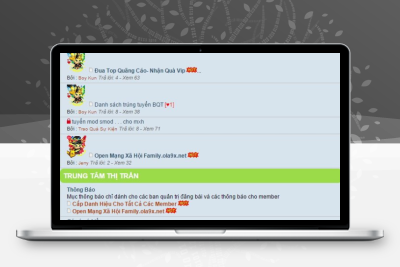 Đua Top Quảng Cáo- Nhận Quà Vip ...
Bởi : Boy Kun Trả lời: 4 - Xem 63
Danh sách trúng tuyển BQT [♥1]
Bởi : Boy Kun Trả lời: 8 - Xem 38
tuyển mod smod .... cho mxh
Bởi : Trao Quà Sự Kiện Trả lời: 8 - Xem 77
Open Mạng Xã Hội Family.ola9x.net
Bởi : Jany Trả lời: 2 - Xem 32
TRUNG TÂM THỊ TRẤN
Thông Báo
Mục thông báo chỉ dành cho các ban quản trị đăng bài và các thông báo cho member
Cấp Danh Hiệu Cho Tất Cả Các Member
Open Mạng Xã Hội Family.ola9x.net